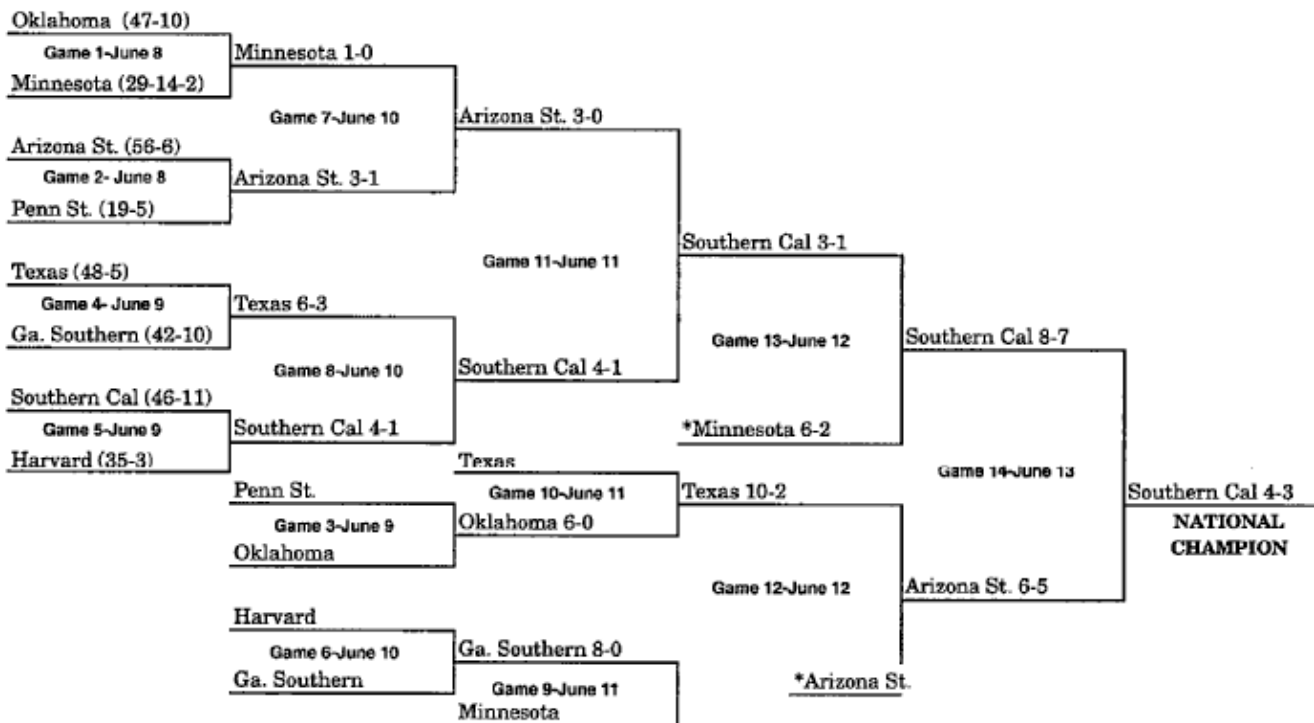 Oklahoma (47-10)
Game 1-June 8
Minnesota 1-0
Minnesota (29-14-2)
Game 7-June 10
Arizona St. 3-0
Arizona St. (56-6)
Game 2- June 8
Arizona St. 3-1
Penn St. (19-5)
Southern Cal 3-1
Game 11-June 11
Texas (48-5)
Game 4- June 9
Texas 6-3
Ga. Southern (42-10)
Game 13-June 12
Southern Cal 8-7
Game 8-June 10
Southern Cal 4-1
Southern Cal (46-11)
Game 5-June 9
Southern Cal 4-1
*Minnesota 6-2
Harvard (35-3)
Texas
Game 14-June 13
Penn St.
Game 10-June 11
Texas 10-2
Southern Cal 4-3
Game 3-June 9
Oklahoma 6-0
NATIONAL
CHAMPION
Oklahoma
Game 12-June 12
Arizona St. 6-5
Harvard
Game 6-June 10
Ga. Southern 8-0
Ga. Southern
Game 9-June 11
*Arizona St.
Minnesota